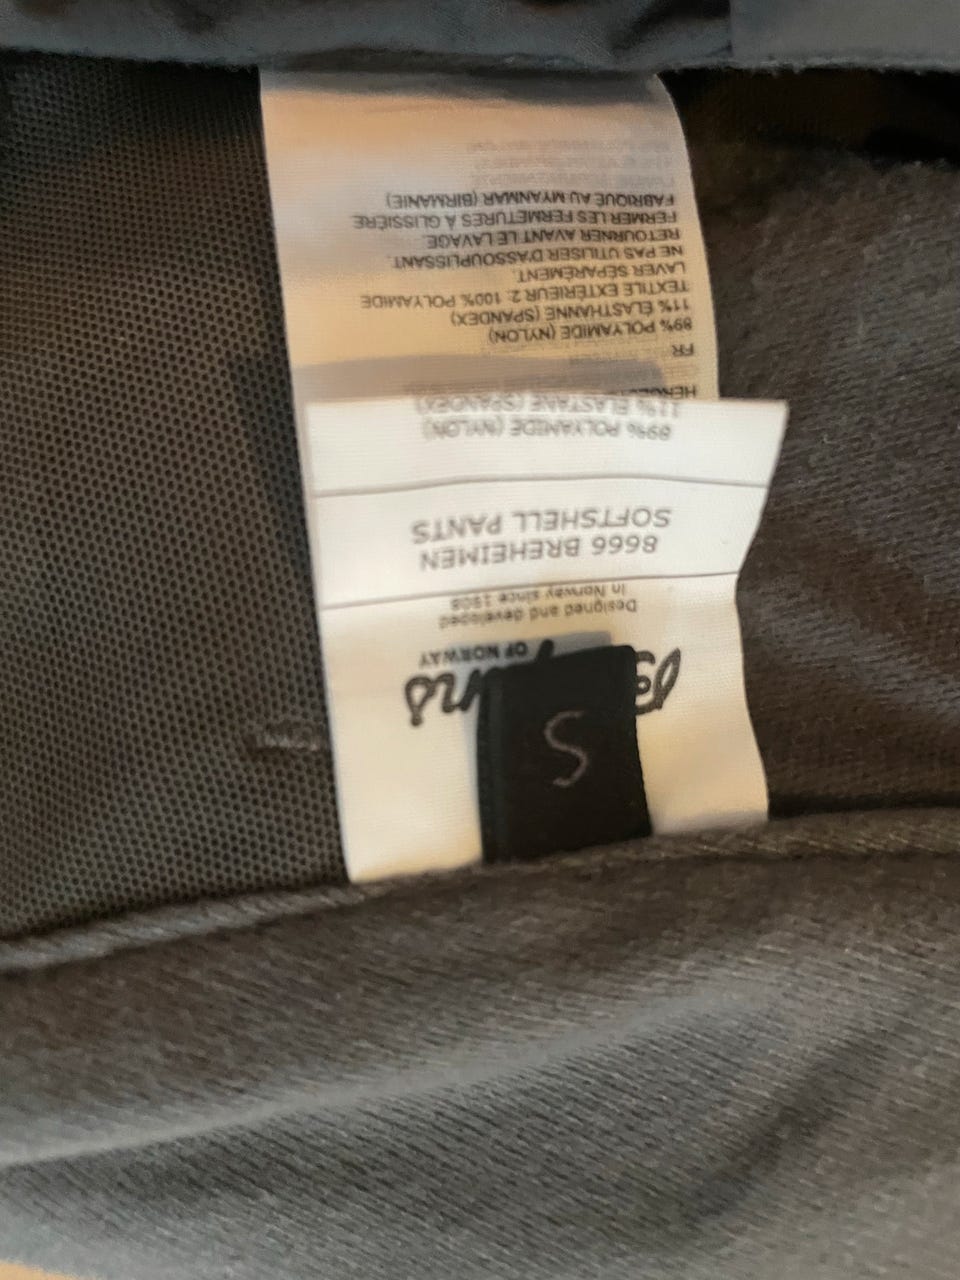 S
OF NORWAY
Designed and developed
in Norway since 1908
8666 BREHEIMEN
SOFTSHELL PANTS
89% POLYAMIDE (NYLON)
11% ELASTANE (SPANDEX)
FR
89% POLYAMIDE (NYLON)
11% ÉLASTHANNE (SPANDEX)
TEXTILE EXTÉRIEUR 2: 100% POLYAMIDE
LAVER SÉPARÉMENT.
NE PAS UTILISER D'ASSOUPLISSANT.
RETOURNER AVANT LE LAVAGE.
FERMER LES FERMETURES À GLISSIÈRE
FABRIQUÉ AU MYANMAR (BIRMANIE)